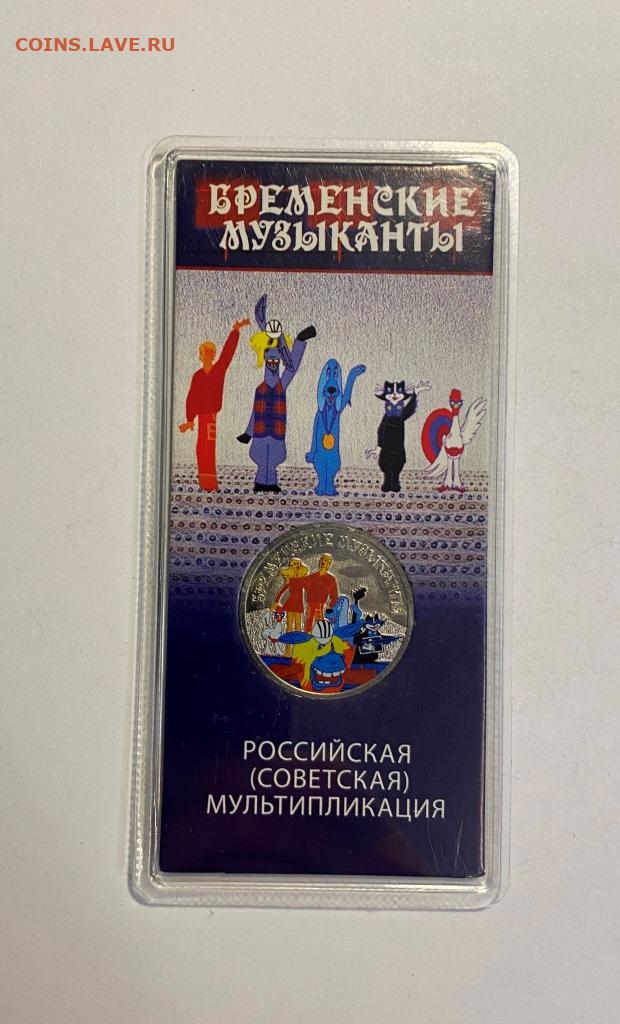 COINS.LAVE.RU
БРЕМЕНСКИЕ
МУЗЫКАНТЫ
БРЕМЕНСКИЕ МУЗЫКАНТЫ
РОССИЙСКАЯ
(СОВЕТСКАЯ)
МУЛЬТИПЛИКАЦИЯ